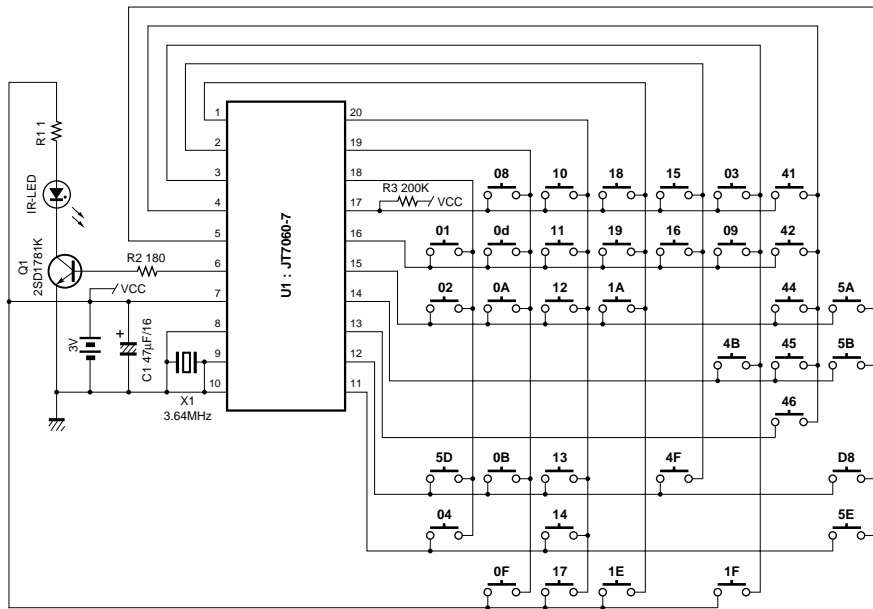 1
2
3
4
5
6
7
8
9
10
20
19
18
17
16
15
14
13
12
11
U1 : JT7060-7
R1 1
IR-LED
Q1
2SD1781K
R2 180
VCC
3V
+
C1 47µF/16
X1
3.64MHz
R3 200K
VCC
08 10 18 15 03 41
01 0d 11 19 16 09 42
02 0A 12 1A 44 5A
4B 45 5B
46
5D 0B 13 4F D8
04 14 5E
0F 17 1E 1F